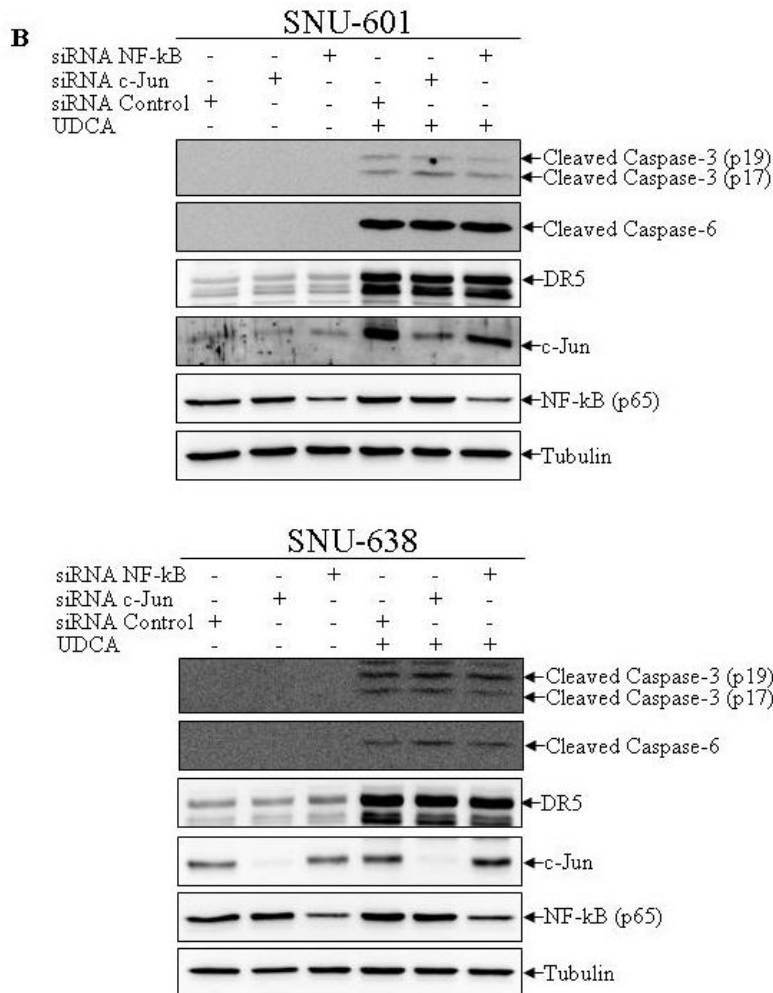 B
SNU-601
siRNA NF-kB - - + - - +
siRNA c-Jun - + - - + -
siRNA Control + - - + - -
UDCA - - - + + +
Cleaved Caspase-3 (p19)
Cleaved Caspase-3 (p17)
Cleaved Caspase-6
DR5
c-Jun
NF-kB (p65)
Tubulin
SNU-638
siRNA NF-kB - - + - - +
siRNA c-Jun - + - - + -
siRNA Control + - - + - -
UDCA - - - + + +
Cleaved Caspase-3 (p19)
Cleaved Caspase-3 (p17)
Cleaved Caspase-6
DR5
c-Jun
NF-kB (p65)
Tubulin